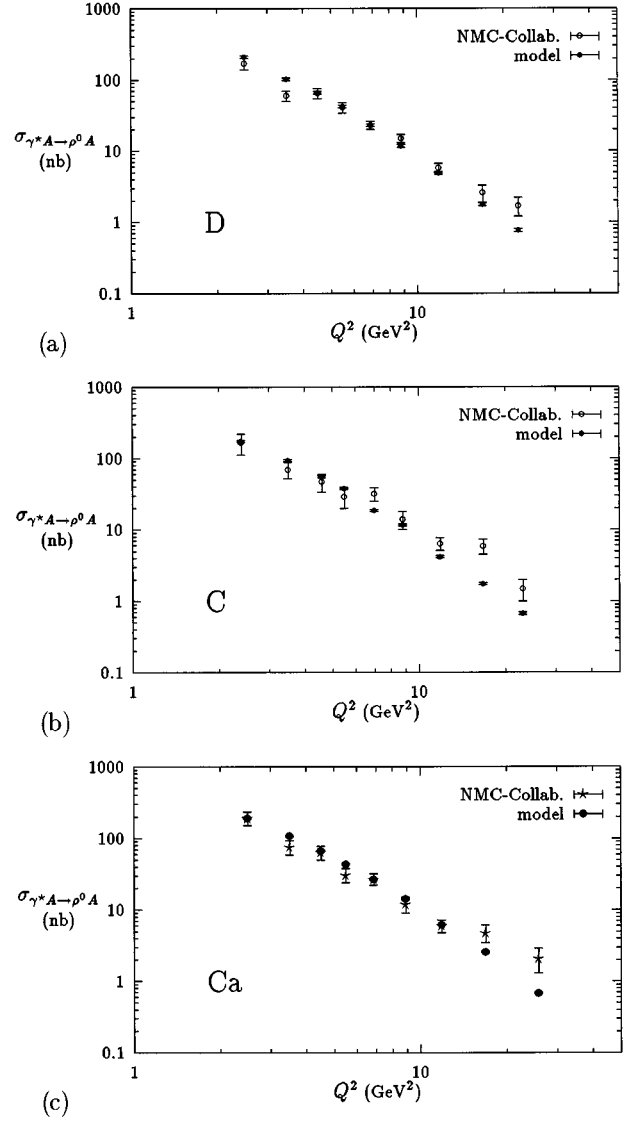 1000
NMC-Collab.
model
100
σγ⋆A→ρ⁰A
(nb)
10
1
D
0.1
1
10
Q² (GeV²)
(a)
1000
NMC-Collab.
model
100
σγ⋆A→ρ⁰A
(nb)
10
1
C
0.1
1
10
Q² (GeV²)
(b)
1000
NMC-Collab.
model
100
σγ⋆A→ρ⁰A
(nb)
10
1
Ca
0.1
1
10
Q² (GeV²)
(c)